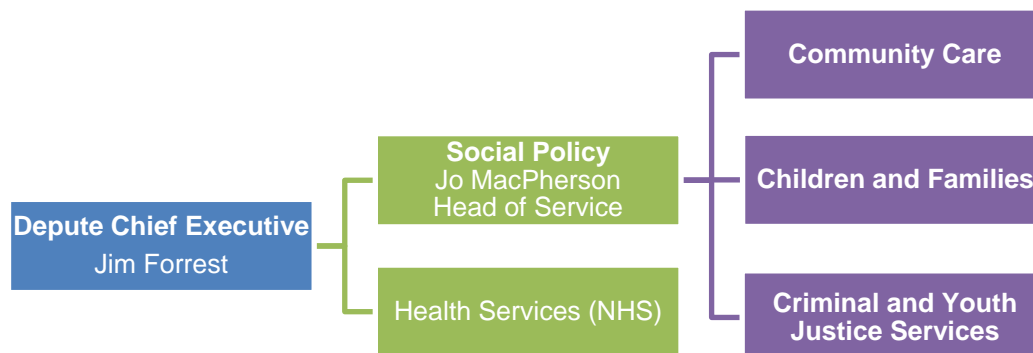 Depute Chief Executive
Jim Forrest
Social Policy
Jo MacPherson
Head of Service
Health Services (NHS)
Community Care
Children and Families
Criminal and Youth
Justice Services